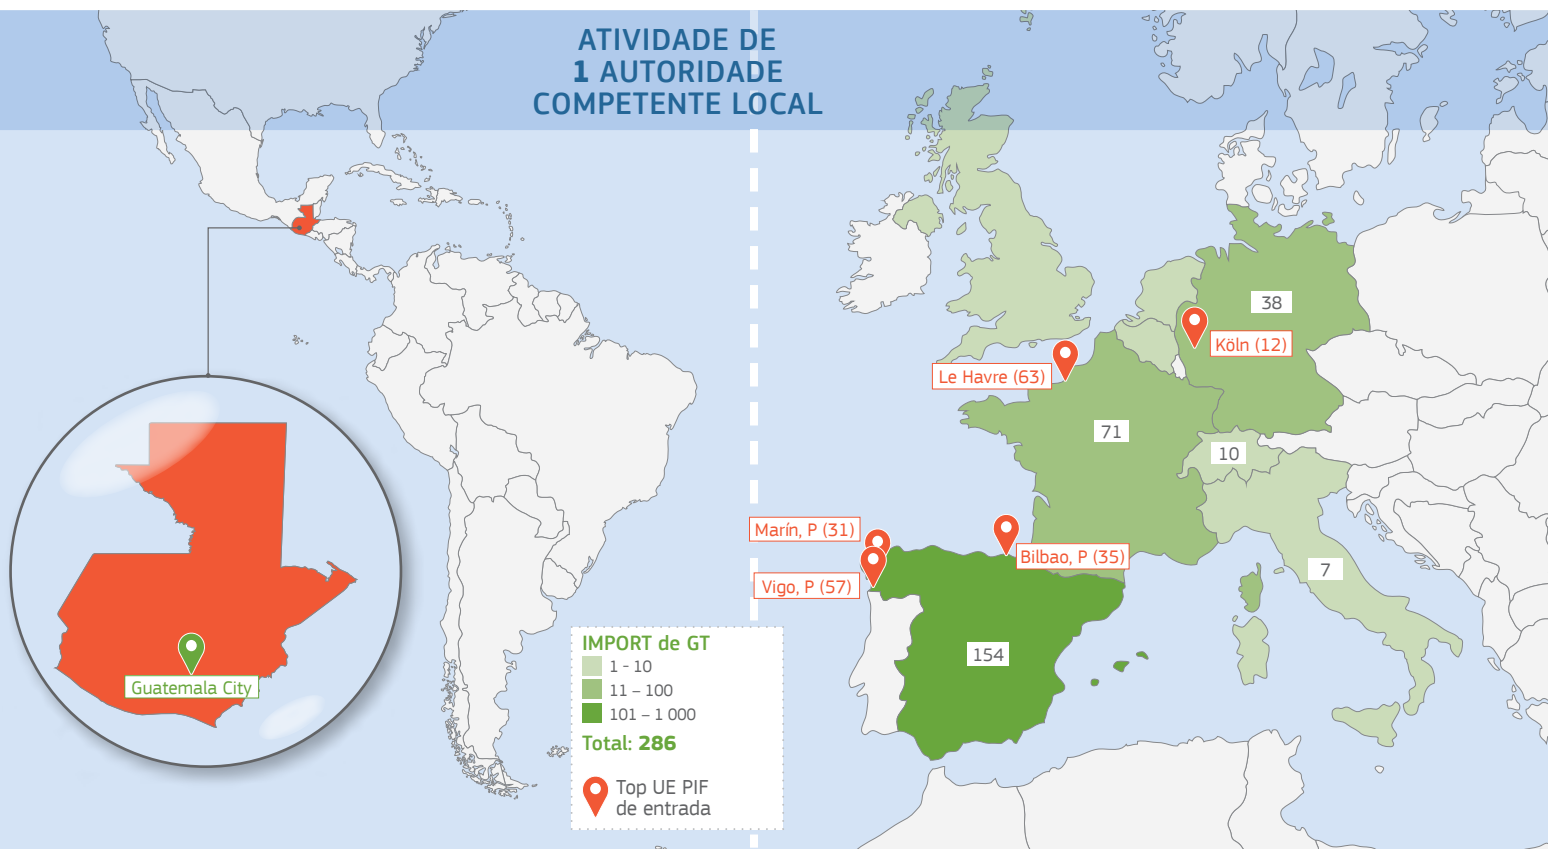 ATIVIDADE DE
1 AUTORIDADE
COMPETENTE LOCAL
38
Köln (12)
Le Havre (63)
71
10
Marín, P (31)
Bilbao, P (35)
Vigo, P (57)
7
154
Guatemala City
IMPORT de GT
1 - 10
11 – 100
101 – 1 000
Total: 286
Top UE PIF
de entrada